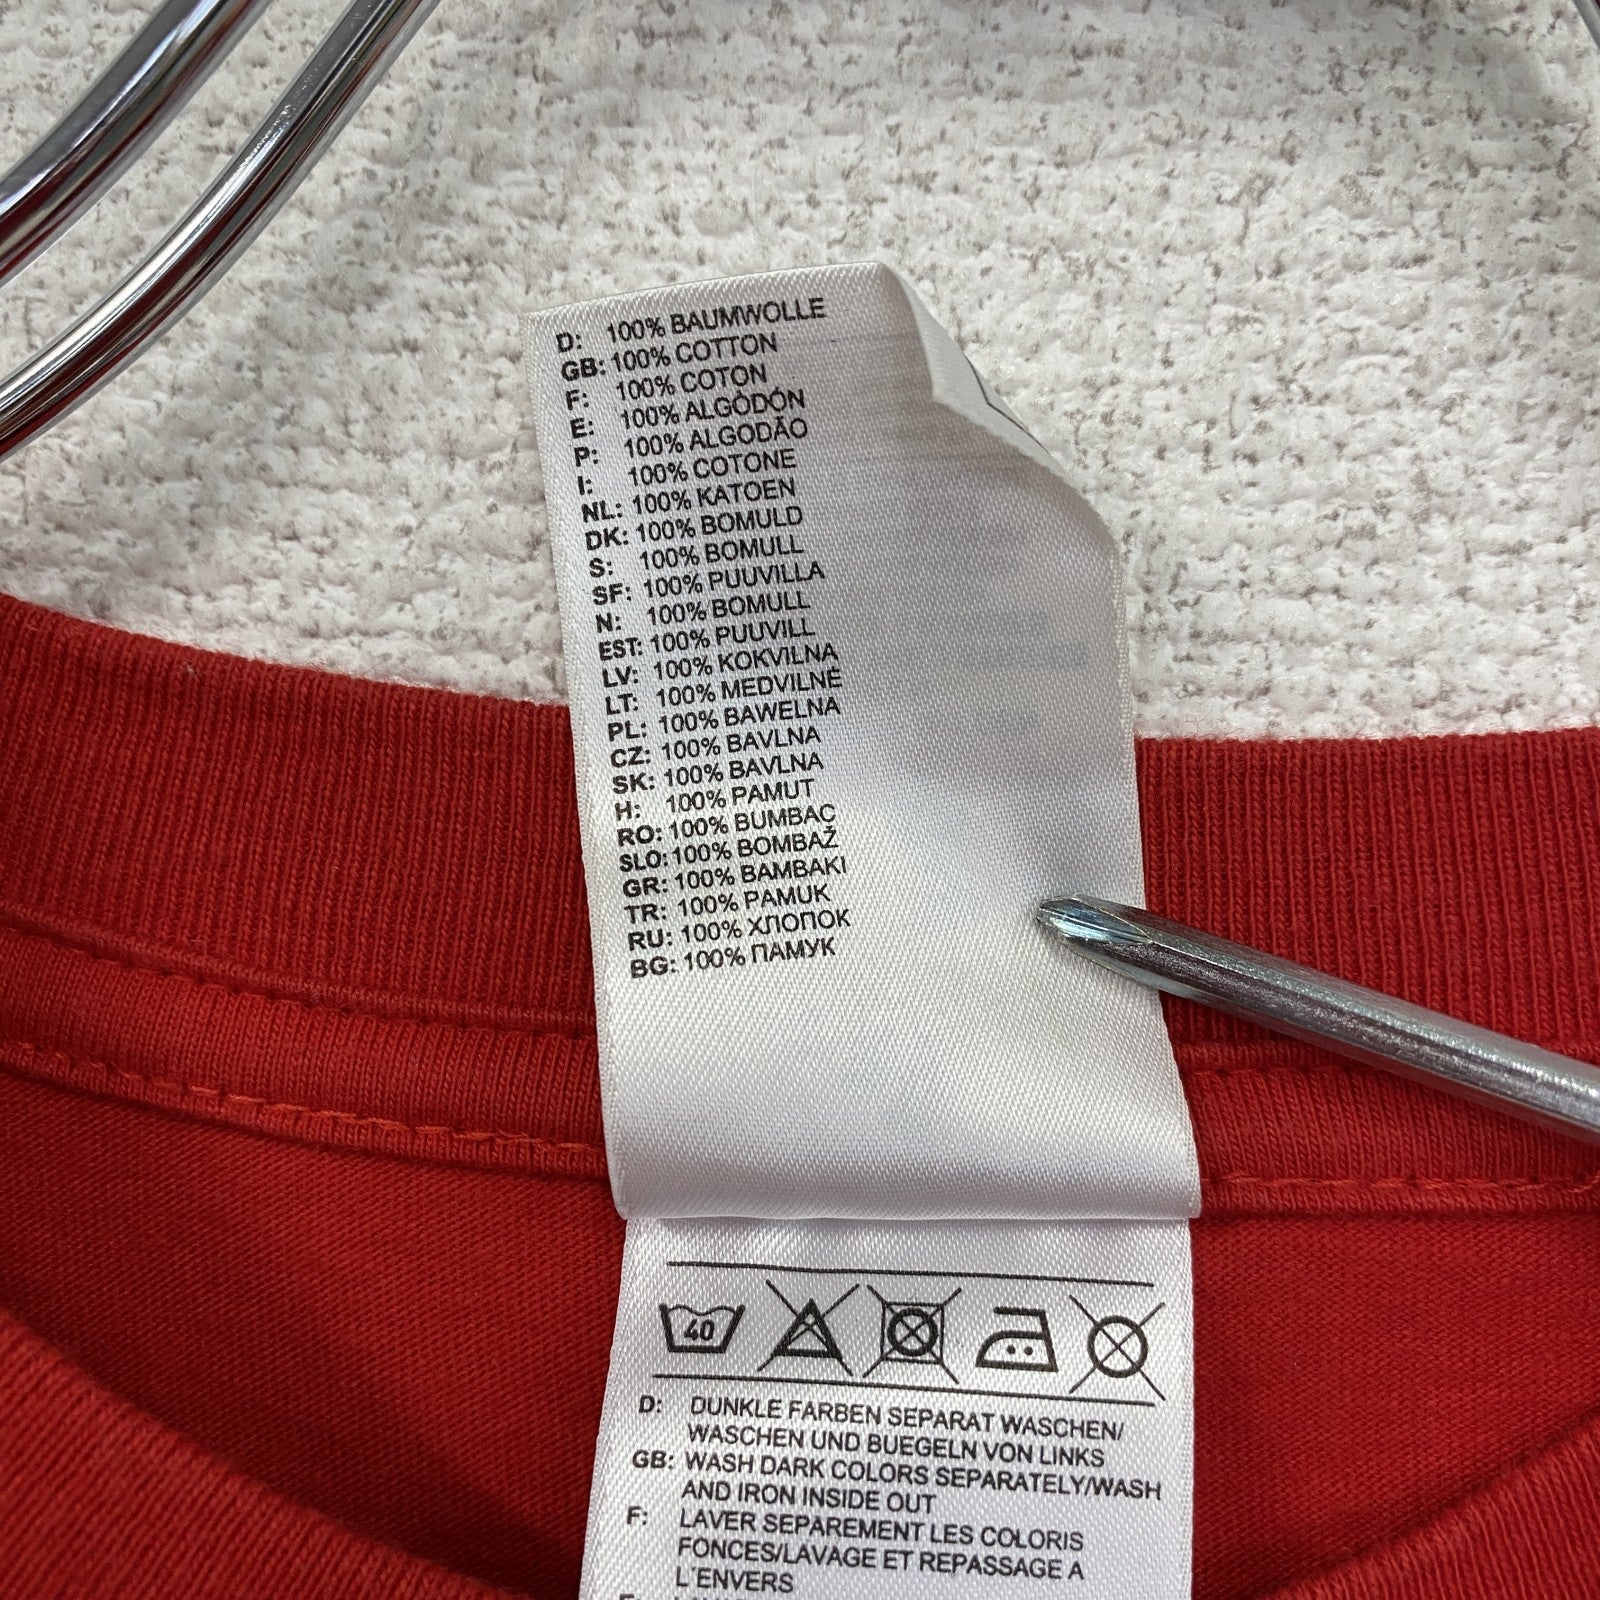 D: 100% BAUMWOLLE
GB: 100% COTTON
F: 100% COTON
E: 100% ALGÒDÓN
P: 100% ALGODÃO
I: 100% COTONE
NL: 100% KATOEN
DK: 100% BOMULD
S: 100% BOMULL
SF: 100% PUUVILLA
N: 100% BOMULL
EST: 100% PUUVILL
LV: 100% KOKVILNA
LT: 100% MEDVILNÉ
PL: 100% BAWELNA
CZ: 100% BAVLNA
SK: 100% BAVLNA
H: 100% PAMUT
RO: 100% BUMBAC
SLO: 100% BOMBAŽ
GR: 100% BAMBAKI
TR: 100% PAMUK
RU: 100% ХЛОПОК
BG: 100% ПАМУК
40
D: DUNKLE FARBEN SEPARAT WASCHEN/
WASCHEN UND BUEGELN VON LINKS
GB: WASH DARK COLORS SEPARATELY/WASH
AND IRON INSIDE OUT
F: LAVER SEPAREMENT LES COLORIS
FONCES/LAVAGE ET REPASSAGE A
L'ENVERS